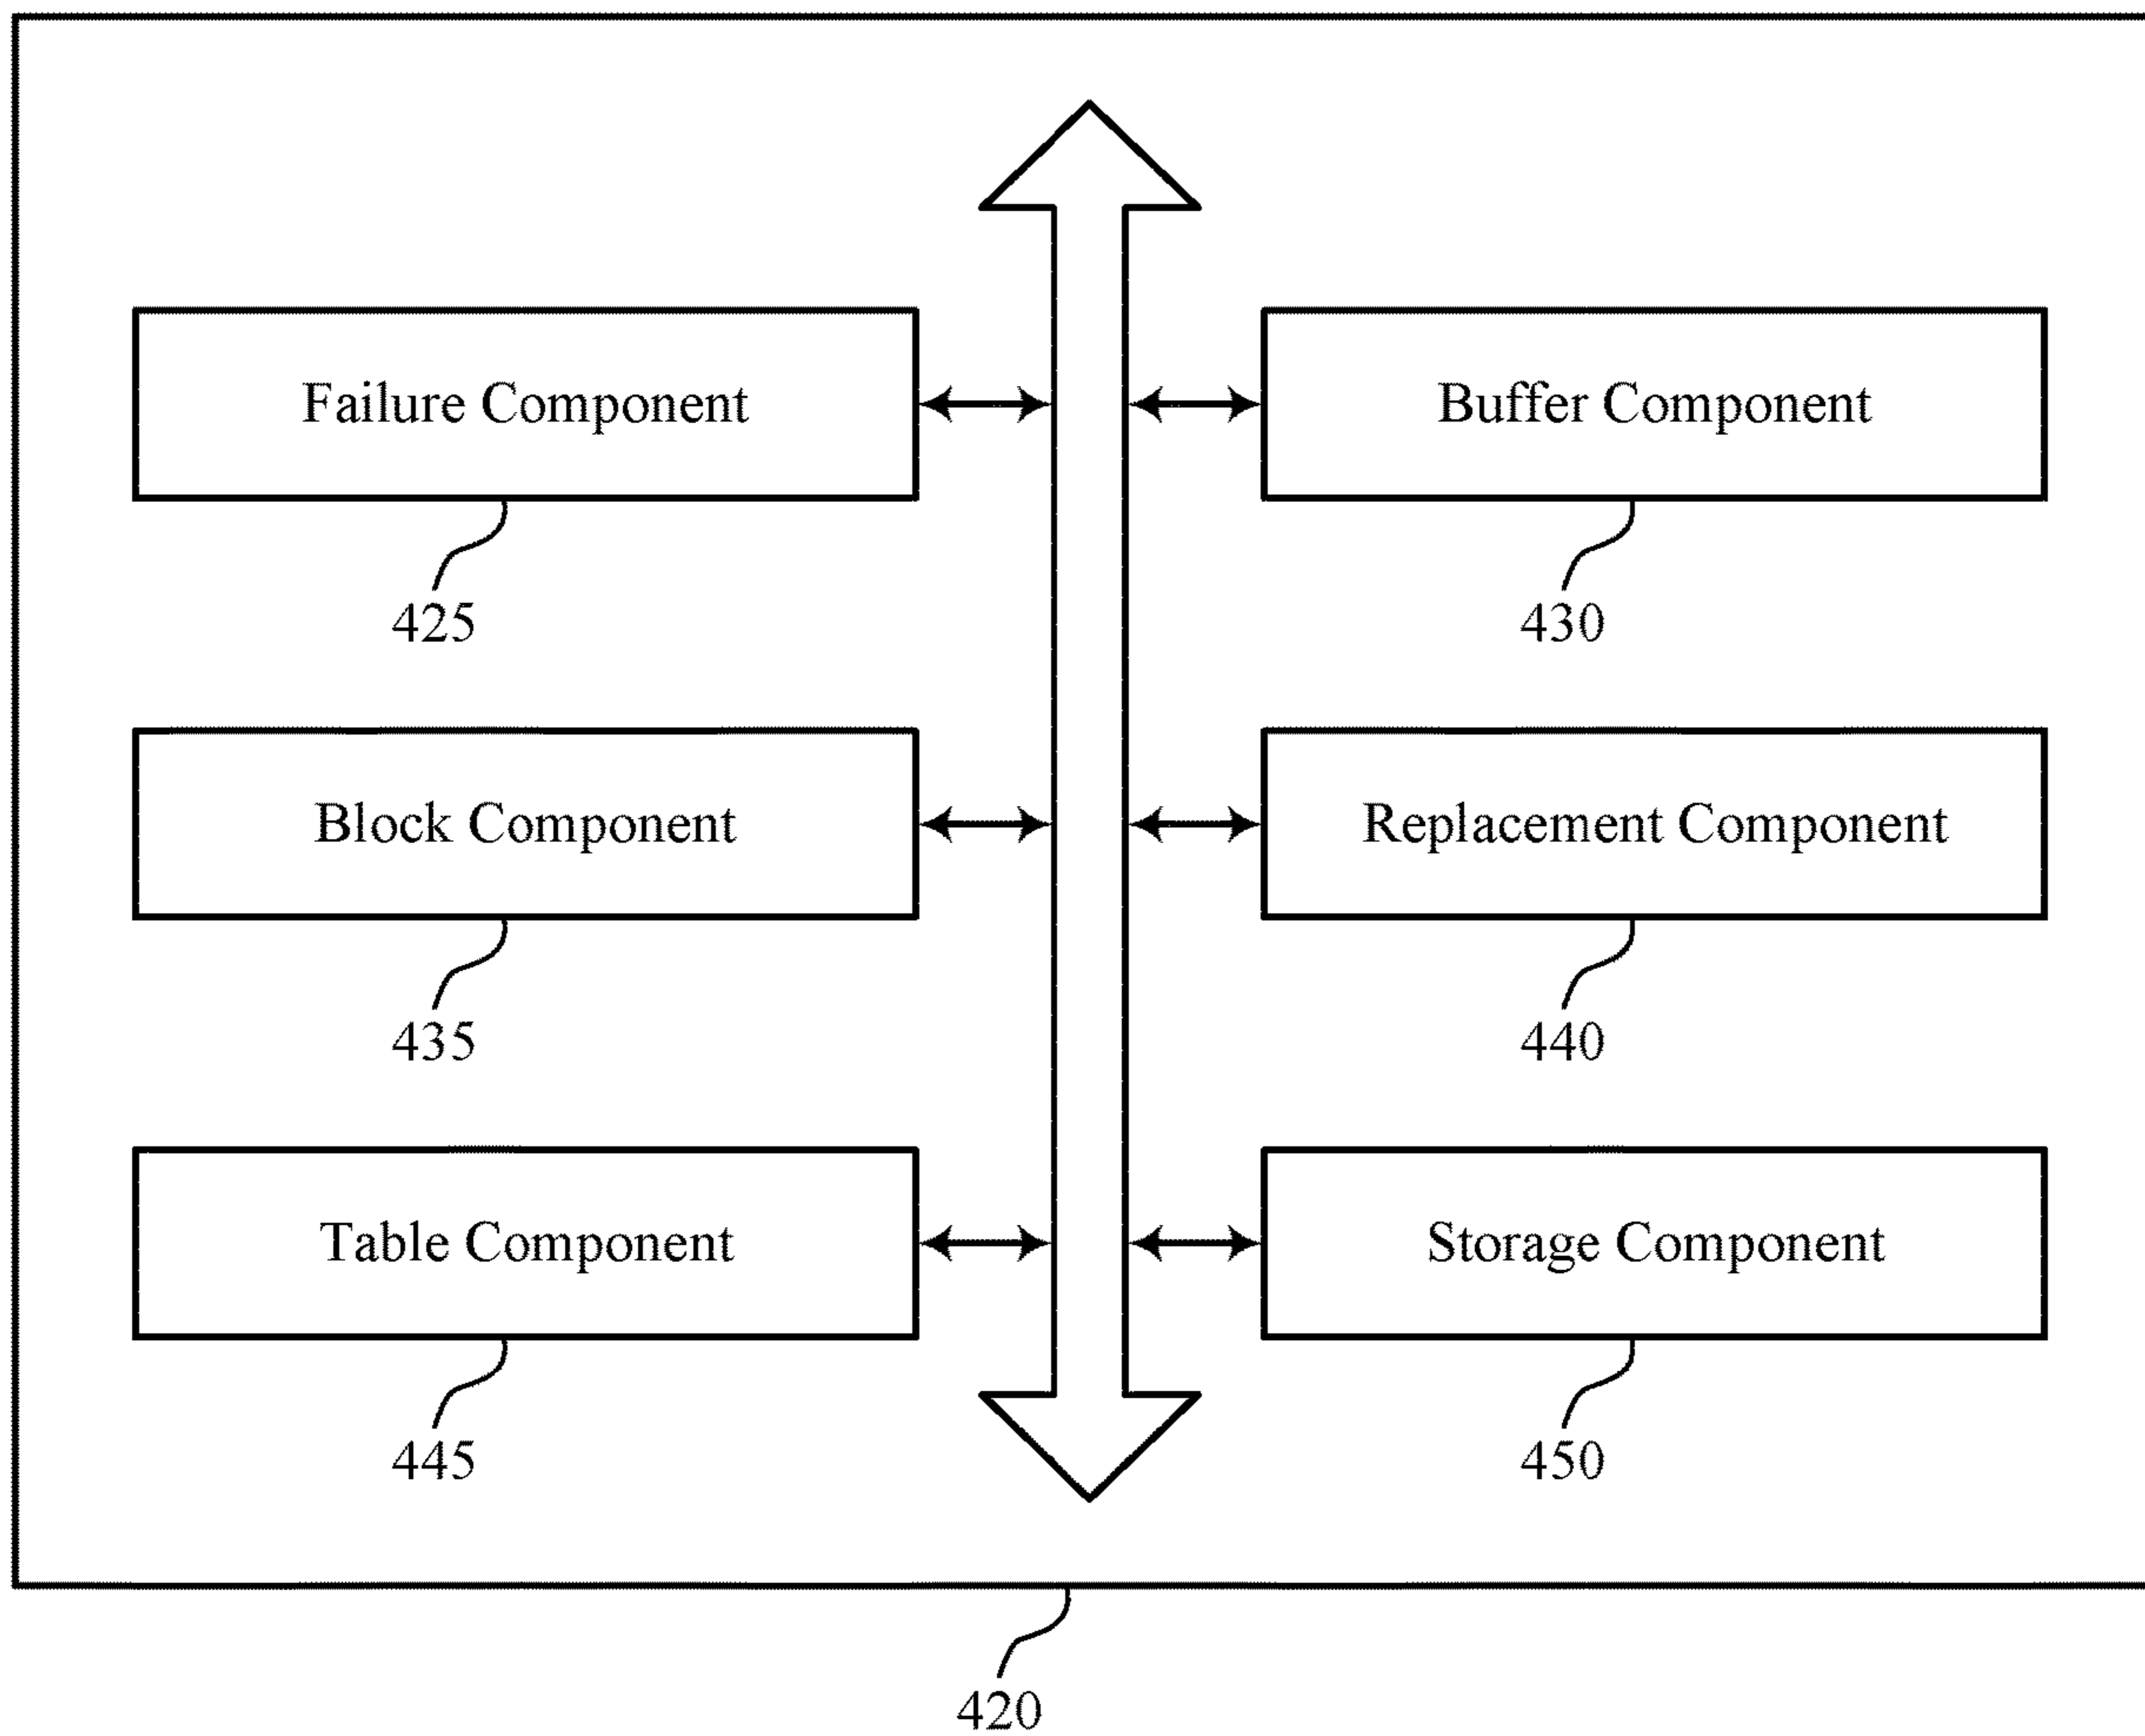 Failure Component
Buffer Component
425
430
Block Component
Replacement Component
435
440
Table Component
Storage Component
445
450
420